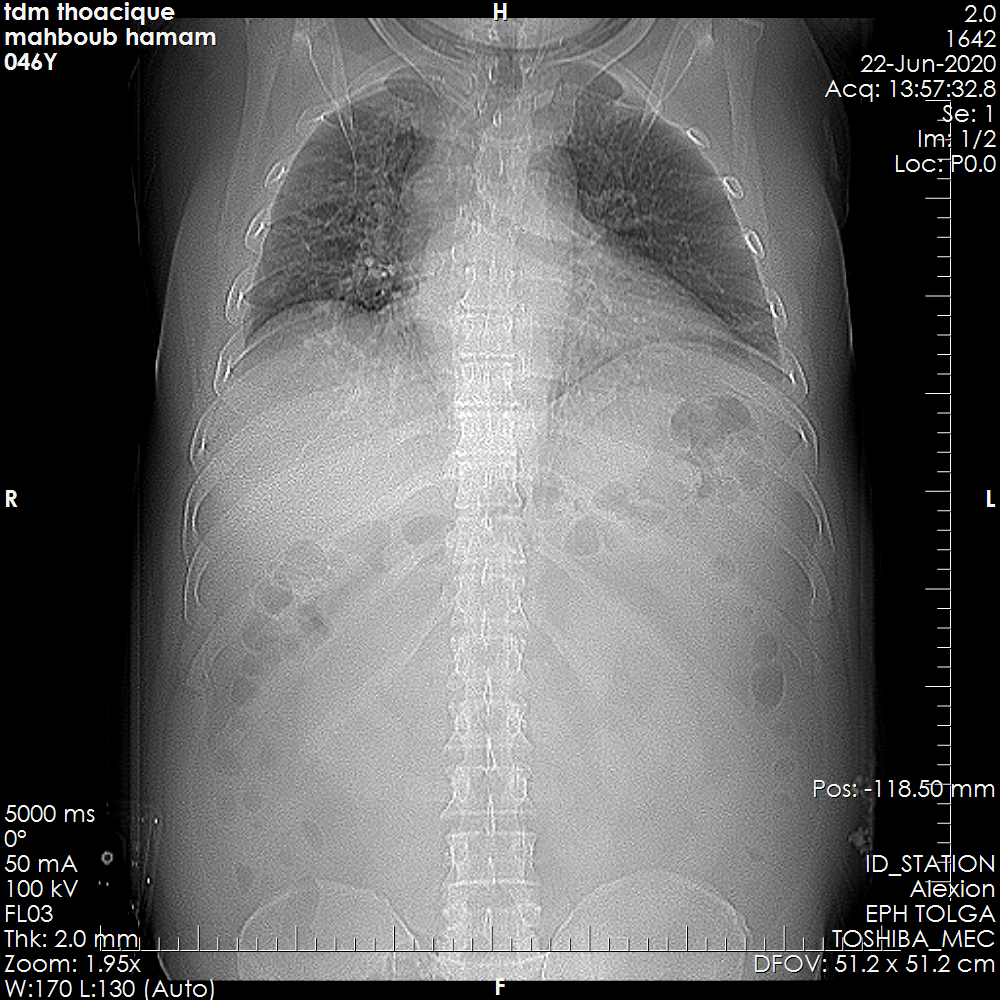 tdm thoacique
mahboub hamam
046Y
H
2.0
1642
22-Jun-2020
Acq: 13:57:32.8
Se: 1
Im: 1/2
Loc: P0.0
R
L
Pos: -118.50 mm
5000 ms
0°
50 mA
100 kV
FL03
Thk: 2.0 mm
Zoom: 1.95x
W:170 L:130 (Auto)
F
ID_STATION
Alexion
EPH TOLGA
TOSHIBA_MEC
DFOV: 51.2 x 51.2 cm